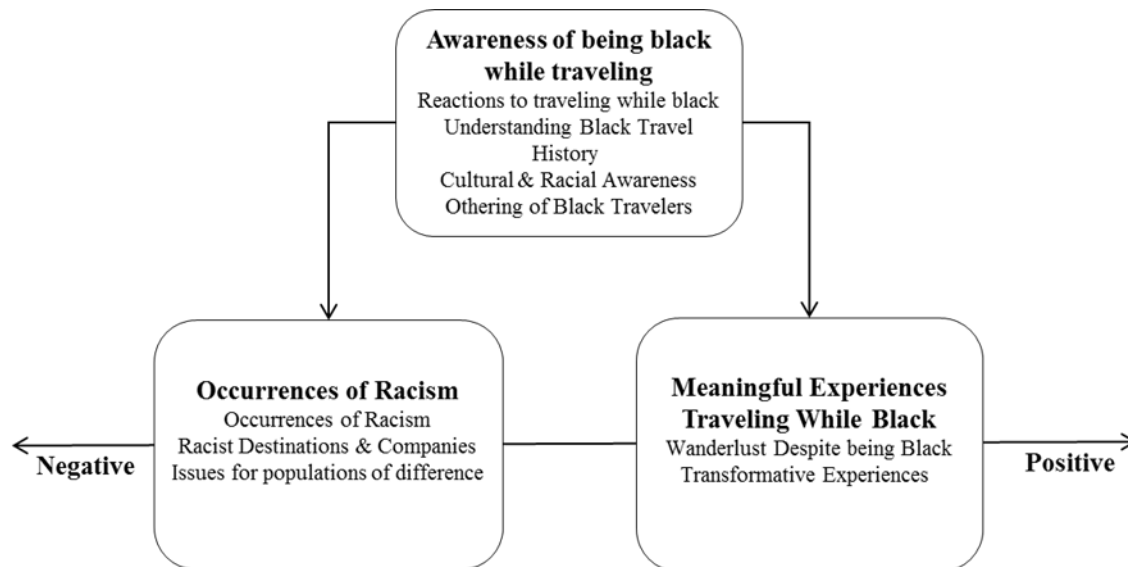 Awareness of being black
while traveling
Reactions to traveling while black
Understanding Black Travel
History
Cultural & Racial Awareness
Othering of Black Travelers
Occurrences of Racism
Occurrences of Racism
Racist Destinations & Companies
Issues for populations of difference
Meaningful Experiences
Traveling While Black
Wanderlust Despite being Black
Transformative Experiences
Negative
Positive